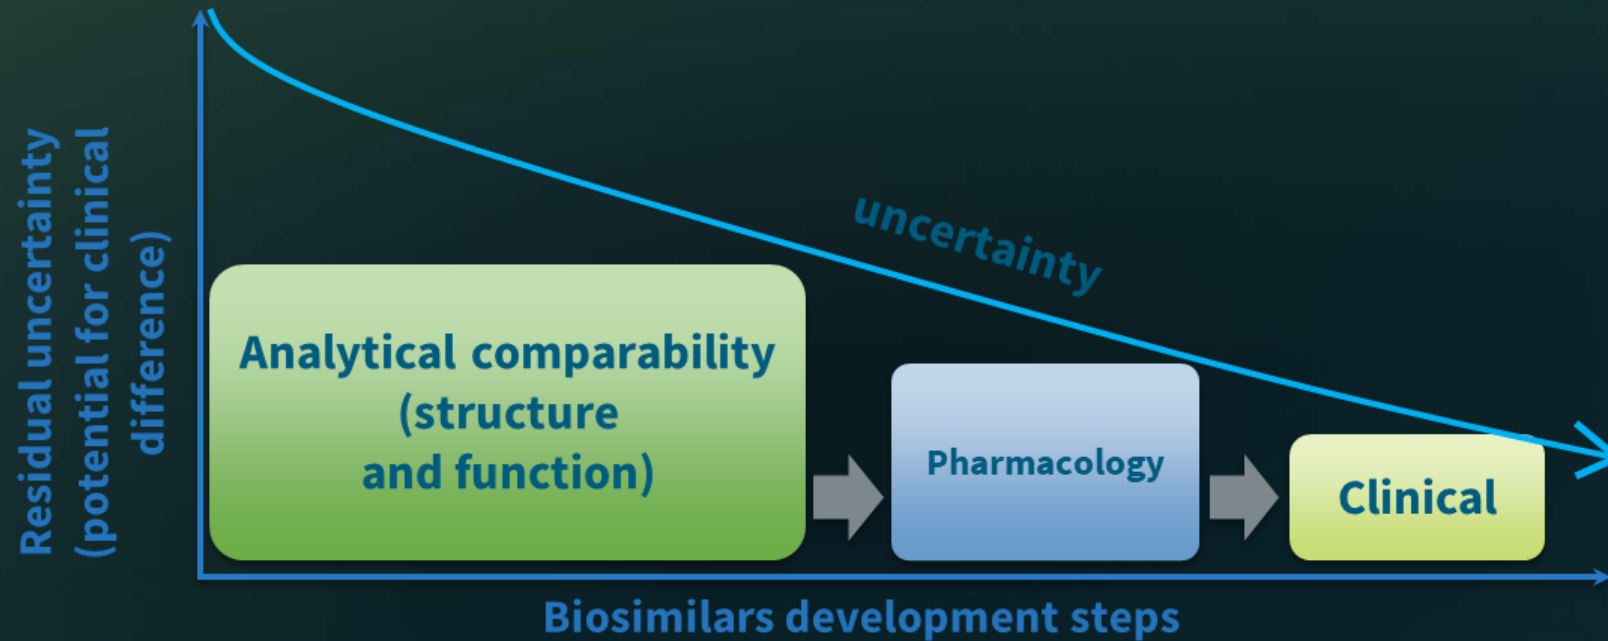 Residual uncertainty
(potential for clinical
difference)
uncertainty
Analytical comparability
(structure
and function)
Pharmacology
Clinical
Biosimilars development steps